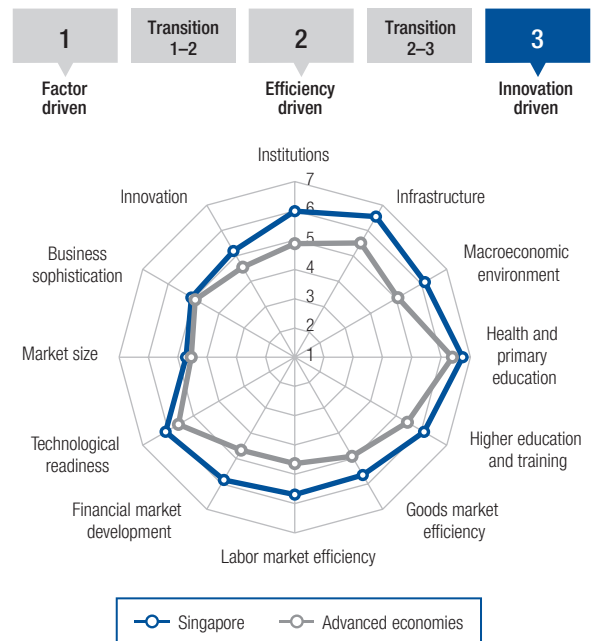 1
Transition
1–2
2
Transition
2–3
3
Factor
driven
Efficiency
driven
Innovation
driven
Institutions
7
Innovation
6
Infrastructure
5
Business
sophistication
4
Macroeconomic
environment
3
2
Market size
1
Health and
primary
education
Technological
readiness
Higher education
and training
Financial market
development
Goods market
efficiency
Labor market efficiency
Singapore
Advanced economies